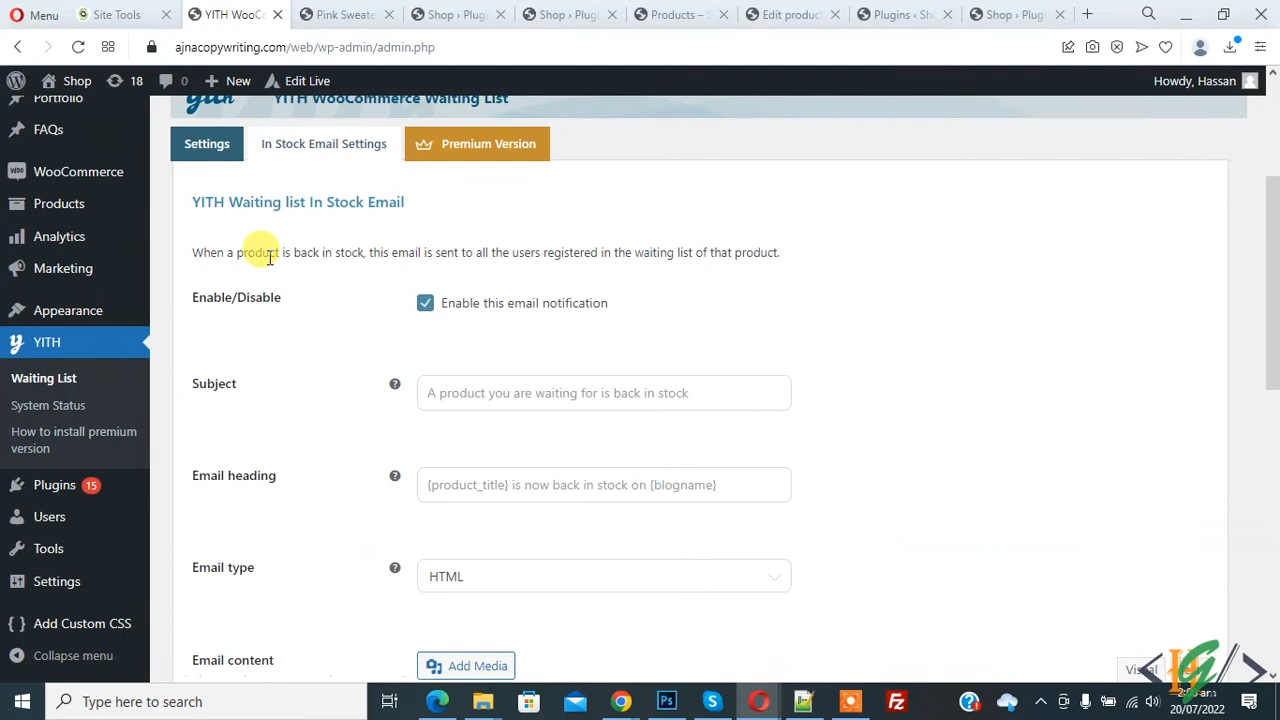 Menu
Site Tools
YITH WooC
Pink Sweate
Shop › Plugi
Shop › Plugi
Products – S
Edit product
Plugins ‹ Sho
Shop › Plugi
ajnacopywriting.com/web/wp-admin/admin.php
Shop
18
0
New
Edit Live
Howdy, Hassan
Portfolio
FAQs
WooCommerce
Products
Analytics
Marketing
Appearance
YITH
Waiting List
System Status
How to install premium
version
Plugins 15
Users
Tools
Settings
Add Custom CSS
Collapse menu
yith
YITH WooCommerce Waiting List
Settings
In Stock Email Settings
Premium Version
YITH Waiting list In Stock Email
When a product is back in stock, this email is sent to all the users registered in the waiting list of that product.
Enable/Disable
Enable this email notification
Subject
A product you are waiting for is back in stock
Email heading
{product_title} is now back in stock on {blogname}
Email type
HTML
Email content
Add Media
Type here to search
20/07/2022